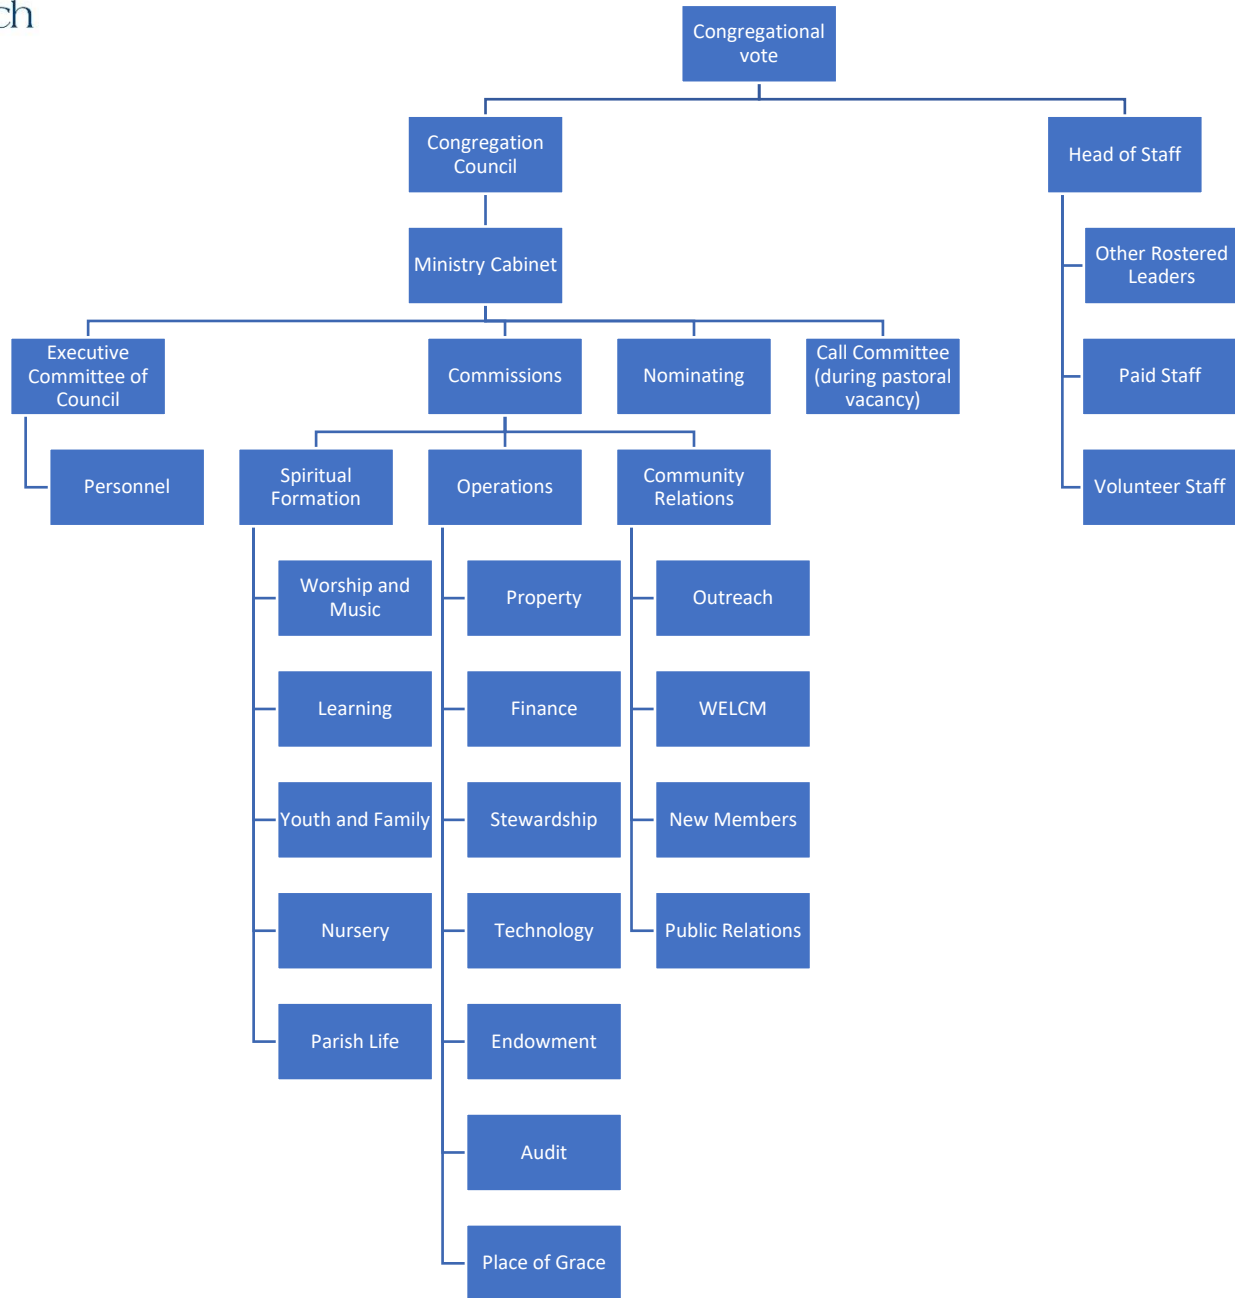 ch
Congregational
vote
Congregation
Council
Head of Staff
Ministry Cabinet
Other Rostered
Leaders
Executive
Committee of
Council
Commissions
Nominating
Call Committee
(during pastoral
vacancy)
Paid Staff
Personnel
Spiritual
Formation
Operations
Community
Relations
Volunteer Staff
Worship and
Music
Property
Outreach
Learning
Finance
WELCM
Youth and Family
Stewardship
New Members
Nursery
Technology
Public Relations
Parish Life
Endowment
Audit
Place of Grace